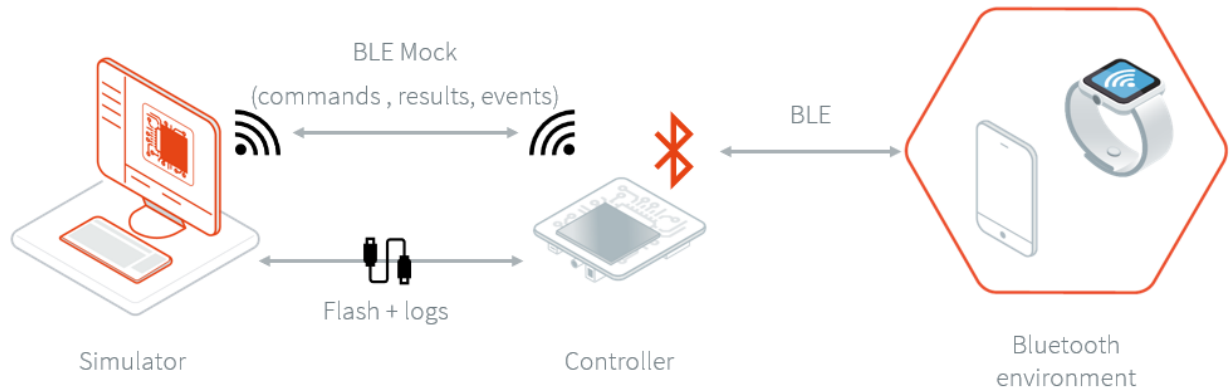 BLE Mock
(commands , results, events)
BLE
Flash + logs
Simulator
Controller
Bluetooth
environment